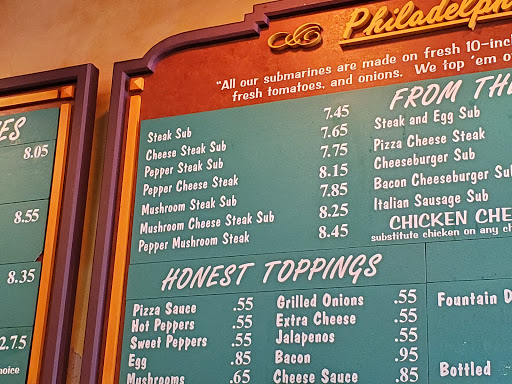 C&C
Philadelph
"All our submarines are made on fresh 10-inc
fresh tomatoes, and onions. We top 'em o
Steak Sub 7.45
Cheese Steak Sub 7.65
Pepper Steak Sub 7.75
Pepper Cheese Steak 8.15
Mushroom Steak Sub 7.85
Mushroom Cheese Steak Sub 8.25
Pepper Mushroom Steak 8.45
FROM TH
Steak and Egg Sub
Pizza Cheese Steak
Cheeseburger Sub
Bacon Cheeseburger Sub
Italian Sausage Sub
CHICKEN CHE
substitute chicken on any ch
HONEST TOPPINGS
Pizza Sauce .55
Hot Peppers .55
Sweet Peppers .55
Egg .85
Mushrooms .65
Grilled Onions .55
Extra Cheese .55
Jalapenos .55
Bacon .95
Cheese Sauce .85
Fountain D
Bottled
ES
8.05
8.55
8.35
2.75
hoice